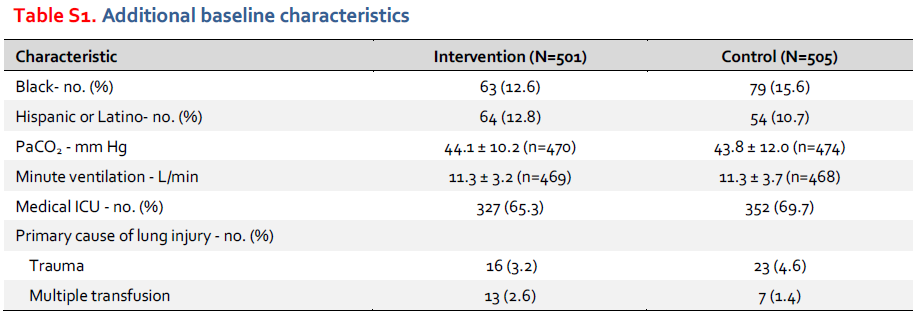 Table S1. Additional baseline characteristics
Characteristic Intervention (N=501) Control (N=505)
Black- no. (%) 63 (12.6) 79 (15.6)
Hispanic or Latino- no. (%) 64 (12.8) 54 (10.7)
PaCO₂ - mm Hg 44.1 ± 10.2 (n=470) 43.8 ± 12.0 (n=474)
Minute ventilation - L/min 11.3 ± 3.2 (n=469) 11.3 ± 3.7 (n=468)
Medical ICU - no. (%) 327 (65.3) 352 (69.7)
Primary cause of lung injury - no. (%)
Trauma 16 (3.2) 23 (4.6)
Multiple transfusion 13 (2.6) 7 (1.4)